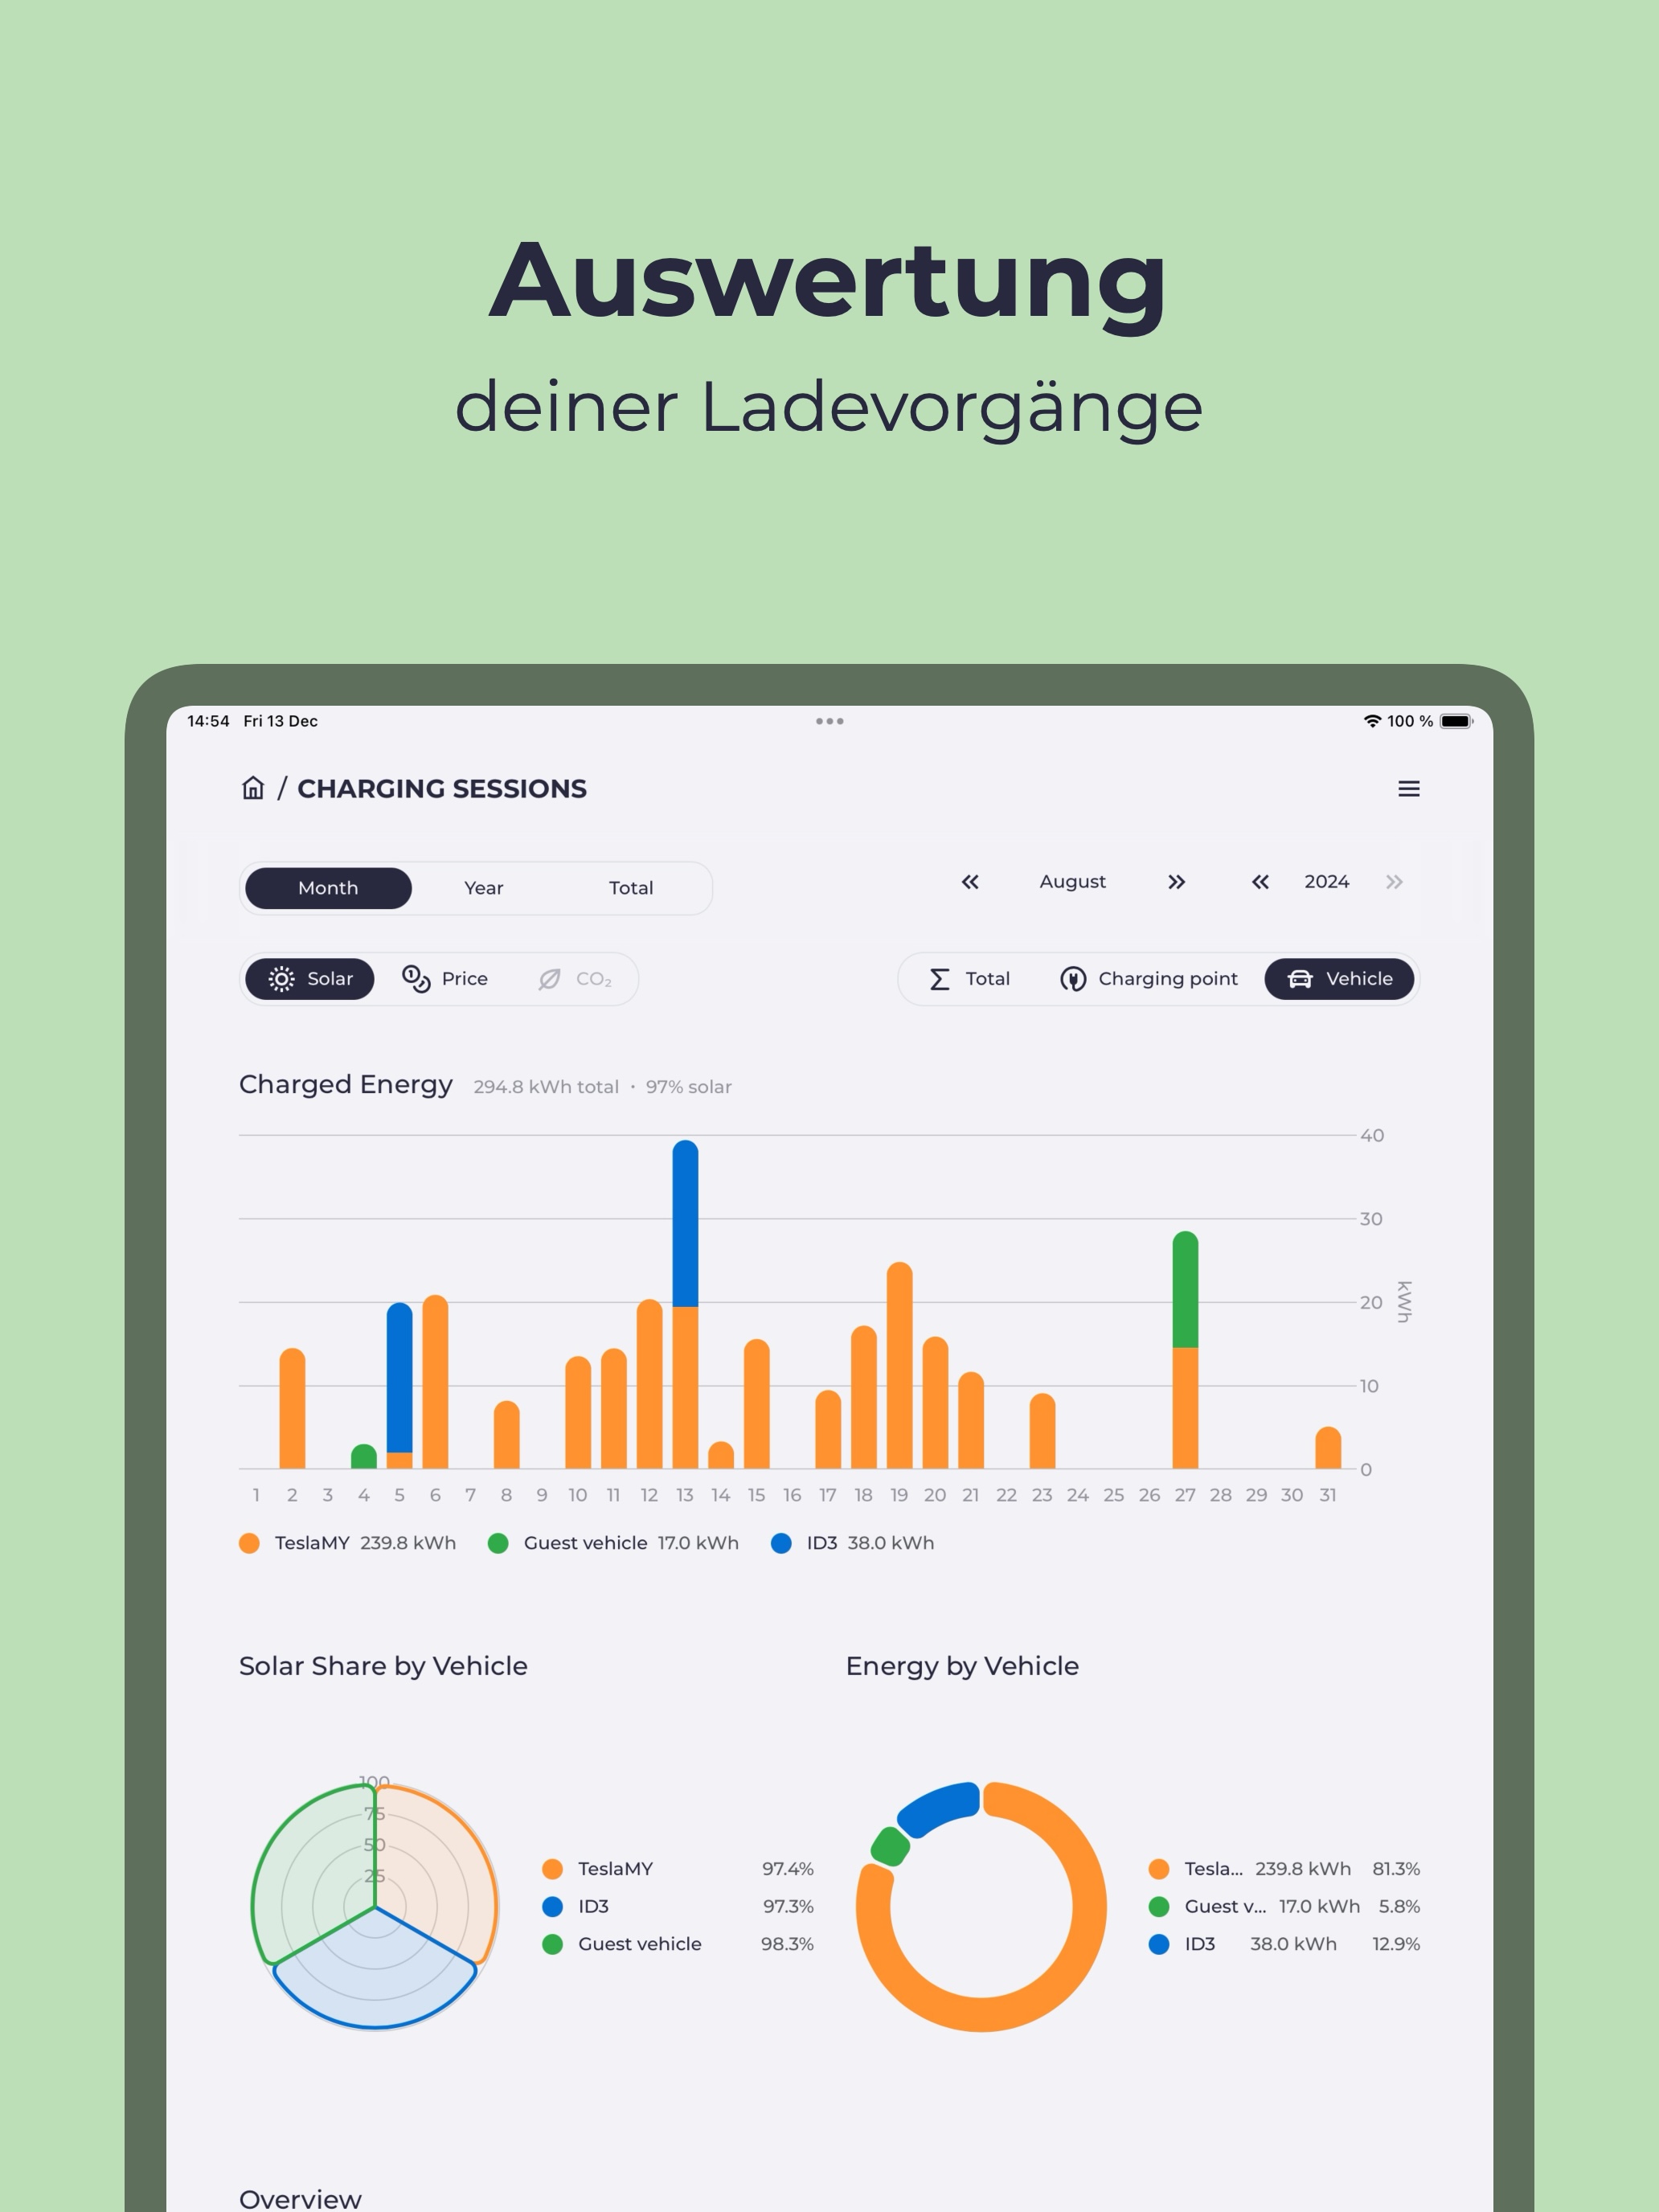 Auswertung
deiner Ladevorgänge
14:54 Fri 13 Dec
100 %
/ CHARGING SESSIONS
Month Year Total
August 2024
Solar Price CO₂
Total Charging point Vehicle
Charged Energy 294.8 kWh total · 97% solar
40
30
20
10
0
kWh
1 2 3 4 5 6 7 8 9 10 11 12 13 14 15 16 17 18 19 20 21 22 23 24 25 26 27 28 29 30 31
TeslaMY 239.8 kWh Guest vehicle 17.0 kWh ID3 38.0 kWh
Solar Share by Vehicle
100
75
50
25
TeslaMY 97.4%
ID3 97.3%
Guest vehicle 98.3%
Energy by Vehicle
Tesla... 239.8 kWh 81.3%
Guest v... 17.0 kWh 5.8%
ID3 38.0 kWh 12.9%
Overview